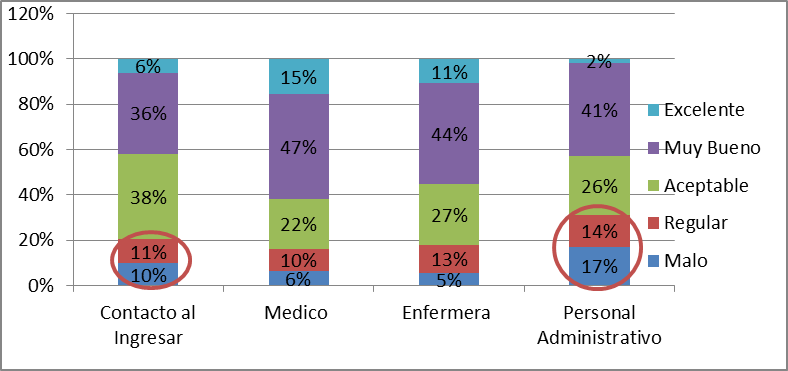 120%
100%
80%
60%
40%
20%
0%
6%
36%
38%
11%
10%
15%
47%
22%
10%
6%
11%
44%
27%
13%
5%
2%
41%
26%
14%
17%
Contacto al
Ingresar
Medico
Enfermera
Personal
Administrativo
Excelente
Muy Bueno
Aceptable
Regular
Malo